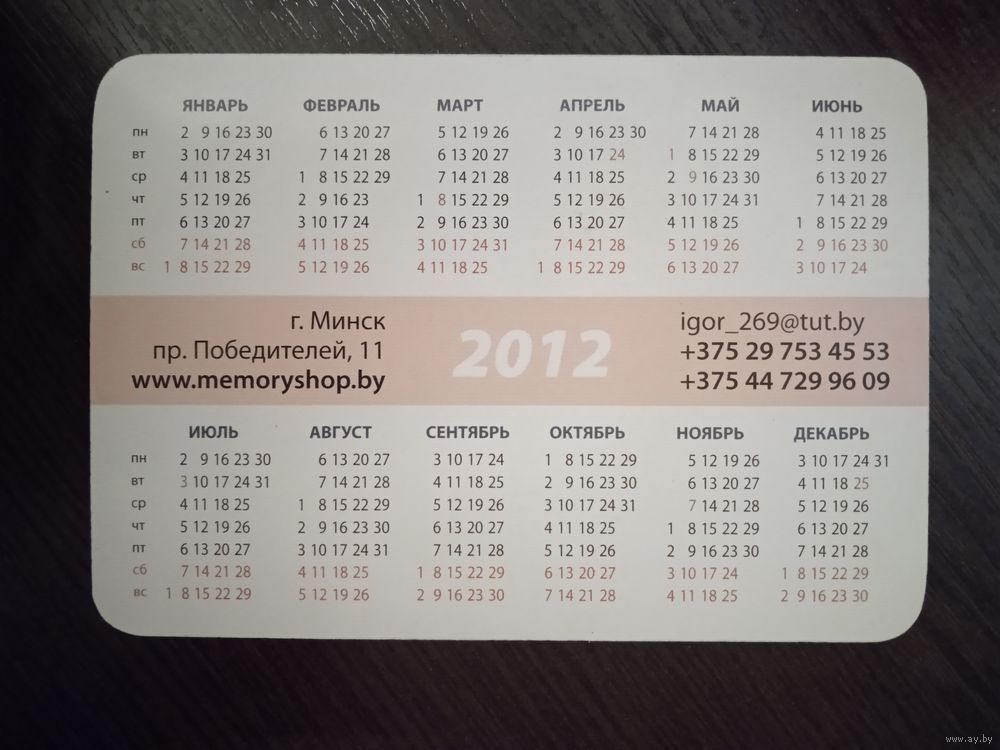 ЯНВАРЬ ФЕВРАЛЬ МАРТ АПРЕЛЬ МАЙ ИЮНЬ
пн 2 9 16 23 30 6 13 20 27 5 12 19 26 2 9 16 23 30 7 14 21 28 4 11 18 25
вт 3 10 17 24 31 7 14 21 28 6 13 20 27 3 10 17 24 1 8 15 22 29 5 12 19 26
ср 4 11 18 25 1 8 15 22 29 7 14 21 28 4 11 18 25 2 9 16 23 30 6 13 20 27
чт 5 12 19 26 2 9 16 23 1 8 15 22 29 5 12 19 26 3 10 17 24 31 7 14 21 28
пт 6 13 20 27 3 10 17 24 2 9 16 23 30 6 13 20 27 4 11 18 25 1 8 15 22 29
сб 7 14 21 28 4 11 18 25 3 10 17 24 31 7 14 21 28 5 12 19 26 2 9 16 23 30
вс 1 8 15 22 29 5 12 19 26 4 11 18 25 1 8 15 22 29 6 13 20 27 3 10 17 24
г. Минск
пр. Победителей, 11
www.memoryshop.by
2012
igor_269@tut.by
+375 29 753 45 53
+375 44 729 96 09
ИЮЛЬ АВГУСТ СЕНТЯБРЬ ОКТЯБРЬ НОЯБРЬ ДЕКАБРЬ
пн 2 9 16 23 30 6 13 20 27 3 10 17 24 1 8 15 22 29 5 12 19 26 3 10 17 24 31
вт 3 10 17 24 31 7 14 21 28 4 11 18 25 2 9 16 23 30 6 13 20 27 4 11 18 25
ср 4 11 18 25 1 8 15 22 29 5 12 19 26 3 10 17 24 31 7 14 21 28 5 12 19 26
чт 5 12 19 26 2 9 16 23 30 6 13 20 27 4 11 18 25 1 8 15 22 29 6 13 20 27
пт 6 13 20 27 3 10 17 24 31 7 14 21 28 5 12 19 26 2 9 16 23 30 7 14 21 28
сб 7 14 21 28 4 11 18 25 1 8 15 22 29 6 13 20 27 3 10 17 24 1 8 15 22 29
вс 1 8 15 22 29 5 12 19 26 2 9 16 23 30 7 14 21 28 4 11 18 25 2 9 16 23 30
www.ay.by